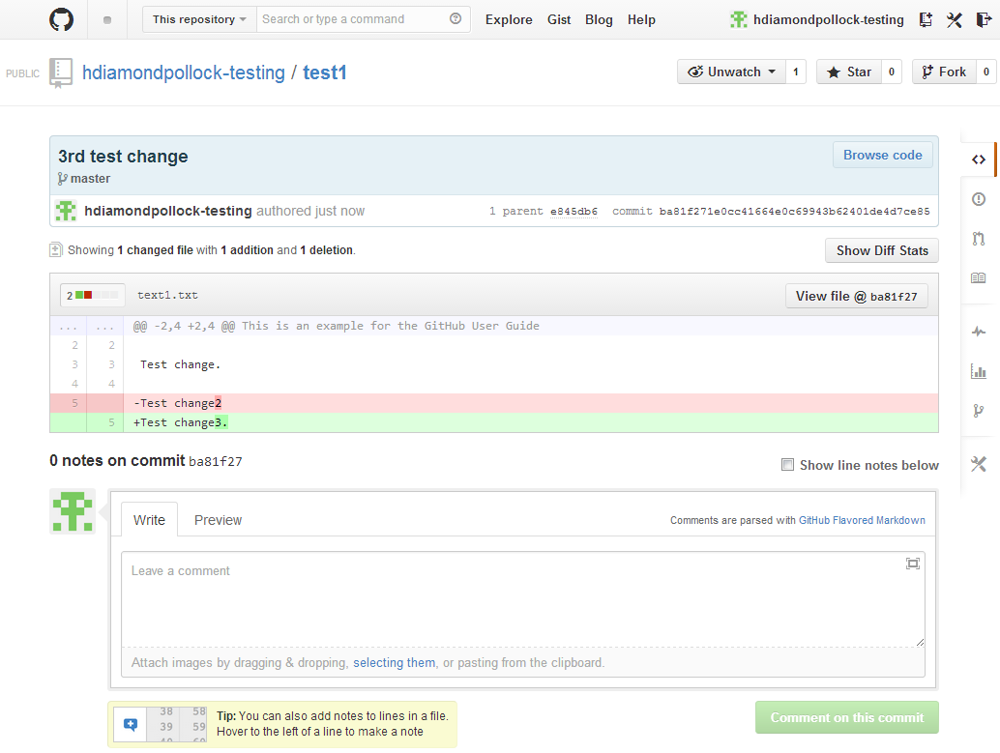 This repository Search or type a command Explore Gist Blog Help hdiamondpollock-testing
PUBLIC hdiamondpollock-testing / test1 Unwatch 1 Star 0 Fork 0
3rd test change Browse code
master
hdiamondpollock-testing authored just now 1 parent e845db6 commit ba81f271e0cc41664e0c69943b62401de4d7ce85
Showing 1 changed file with 1 addition and 1 deletion. Show Diff Stats
2 text1.txt View file @ ba81f27
... ... @@ -2,4 +2,4 @@ This is an example for the GitHub User Guide
2 2
3 3 Test change.
4 4
5 -Test change2
5 +Test change3.
0 notes on commit ba81f27 Show line notes below
Write Preview Comments are parsed with GitHub Flavored Markdown
Leave a comment
Attach images by dragging & dropping, selecting them, or pasting from the clipboard.
38 58 Tip: You can also add notes to lines in a file.
39 59 Hover to the left of a line to make a note
40 60
Comment on this commit